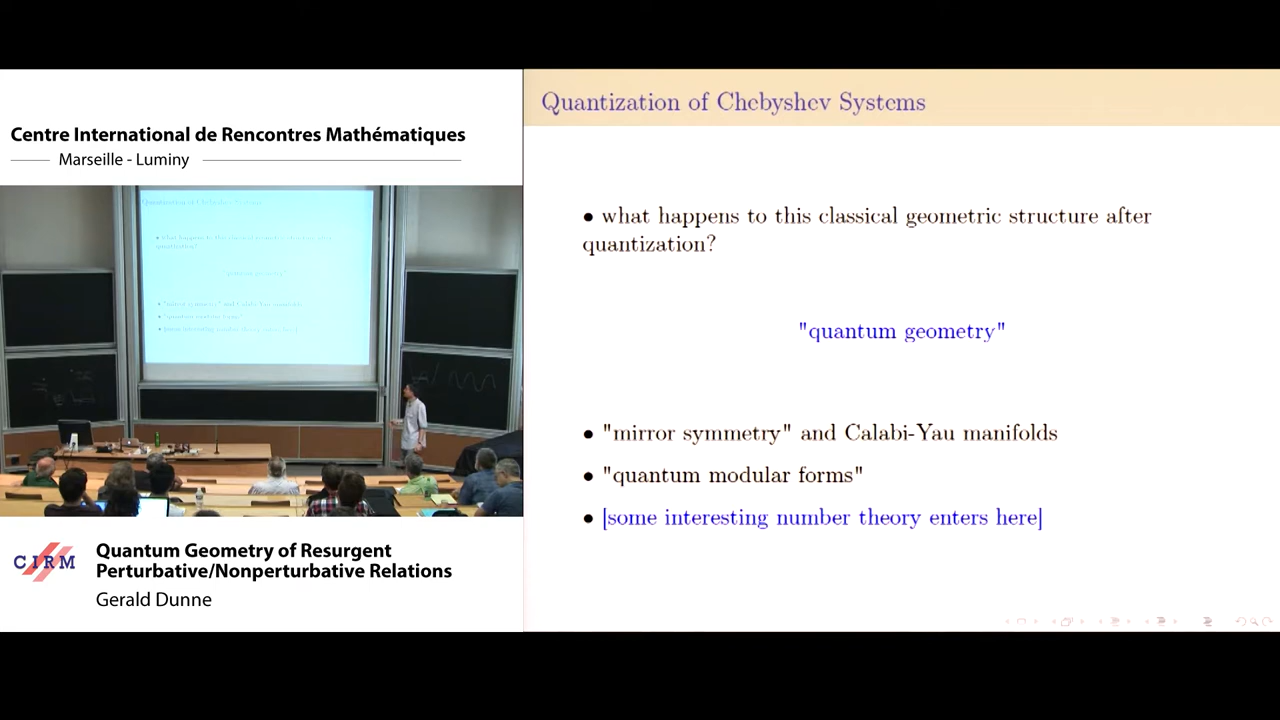 Centre International de Rencontres Mathématiques
Marseille - Luminy
CIRM
Quantum Geometry of Resurgent
Perturbative/Nonperturbative Relations
Gerald Dunne
Quantization of Chebyshev Systems
• what happens to this classical geometric structure after
quantization?
"quantum geometry"
• "mirror symmetry" and Calabi-Yau manifolds
• "quantum modular forms"
• [some interesting number theory enters here]